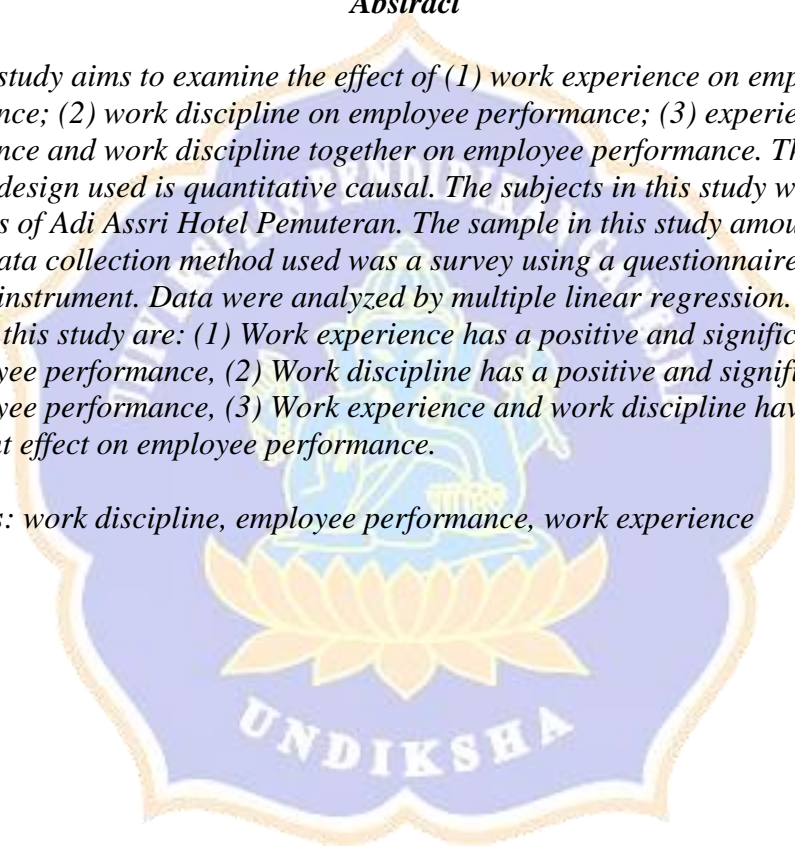 Abstract
study aims to examine the effect of (1) work experience on emp
nce; (2) work discipline on employee performance; (3) experie
nce and work discipline together on employee performance. Th
design used is quantitative causal. The subjects in this study w
s of Adi Assri Hotel Pemuteran. The sample in this study amou
ata collection method used was a survey using a questionnaire
instrument. Data were analyzed by multiple linear regression.
this study are: (1) Work experience has a positive and signific
yee performance, (2) Work discipline has a positive and signifi
yee performance, (3) Work experience and work discipline hav
nt effect on employee performance.
s: work discipline, employee performance, work experience
UNIVERSITAS PENDIDIKAN GANESHA
UNDIKSHA